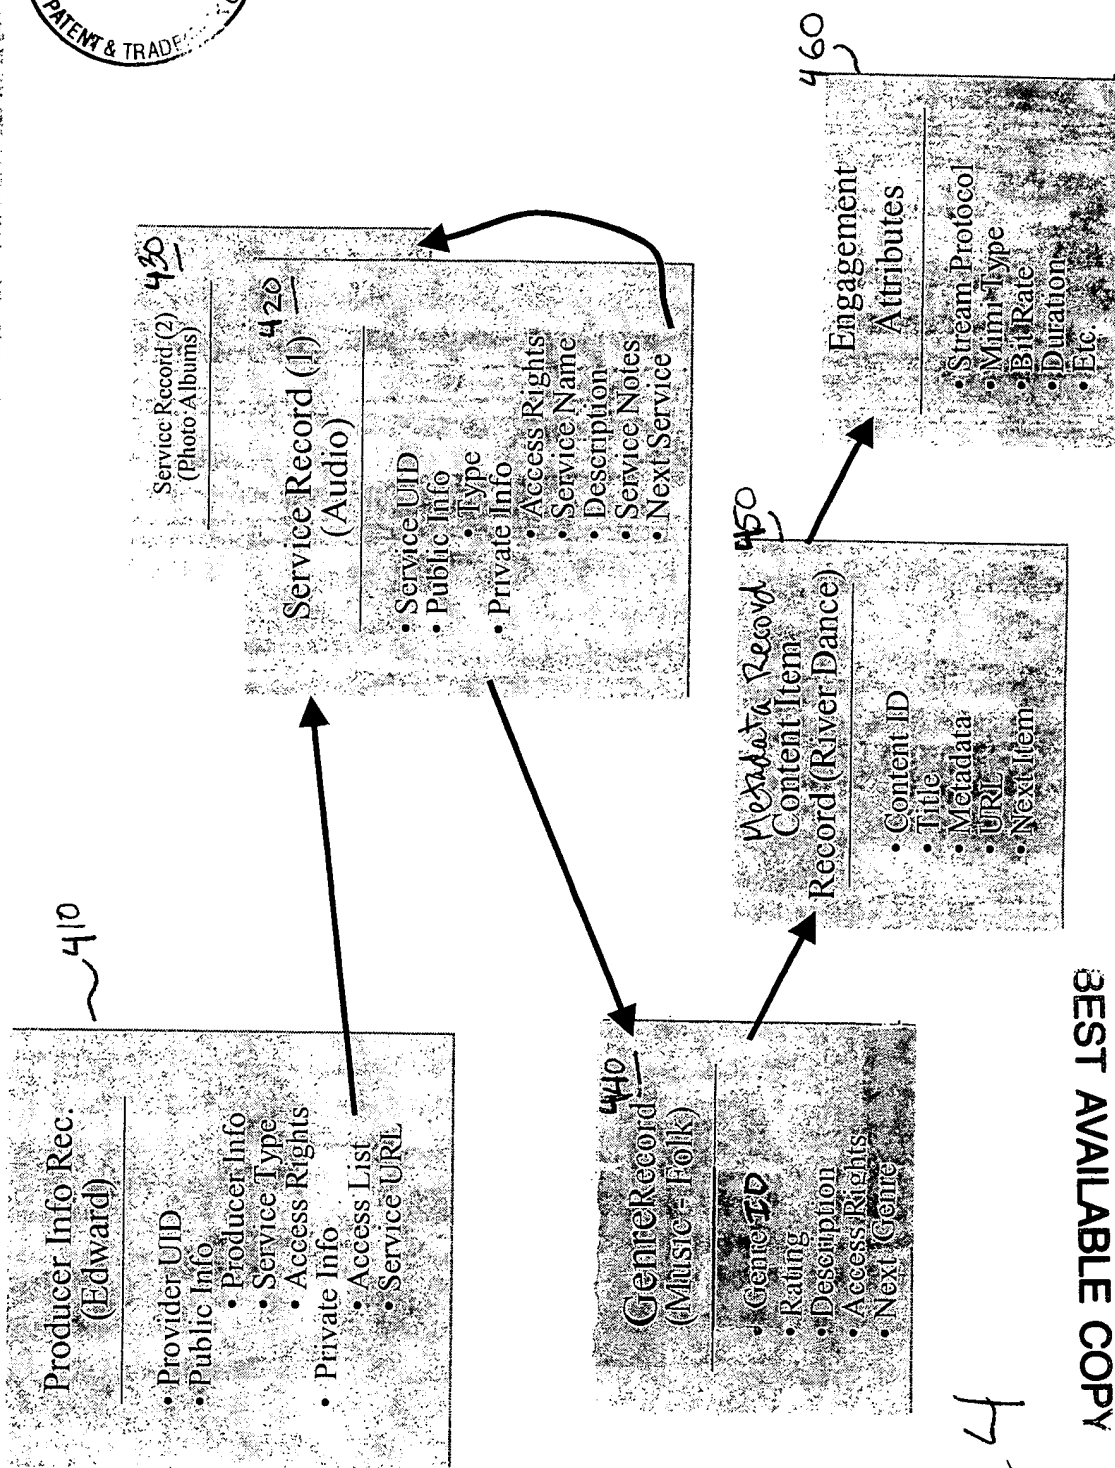 PATENT & TRADE
Producer Info Rec.
(Edward)
• Provider UID
• Public Info
• Producer Info
• Service Type
• Access Rights
• Private Info
• Access List
• Service URL
410
Service Record (2)
(Photo Albums)
430
Service Record (1)
(Audio)
420
• Service UID
• Public Info
• Type
• Private Info
• Access Rights
• Service Name
• Description
• Service Notes
• Next Service
GenreRecord
(Music - Folk)
440
• Genre ID
• Rating
• Description
• Access Rights
• Next Genre
Metadata Record
Content Item
Record (River Dance)
450
• Content ID
• Title
• Metadata
• URL
• Next Item
Engagement
Attributes
460
• Stream Protocol
• Mimi Type
• Bit Rate
• Duration
• Etc.
4
BEST AVAILABLE COPY